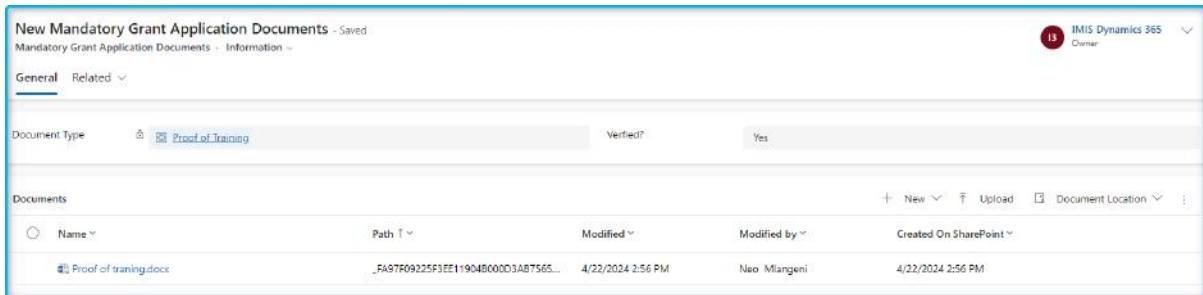 New Mandatory Grant Application Documents - Saved
Mandatory Grant Application Documents · Information
I3 IMIS Dynamics 365
Owner
General Related
Document Type Proof of Training Verfied? Yes
Documents + New Upload Document Location
Name Path ↑ Modified Modified by Created On SharePoint
Proof of traning.docx _FA97F09225F3EE11904B000D3AB7565... 4/22/2024 2:56 PM Neo Mlangeni 4/22/2024 2:56 PM